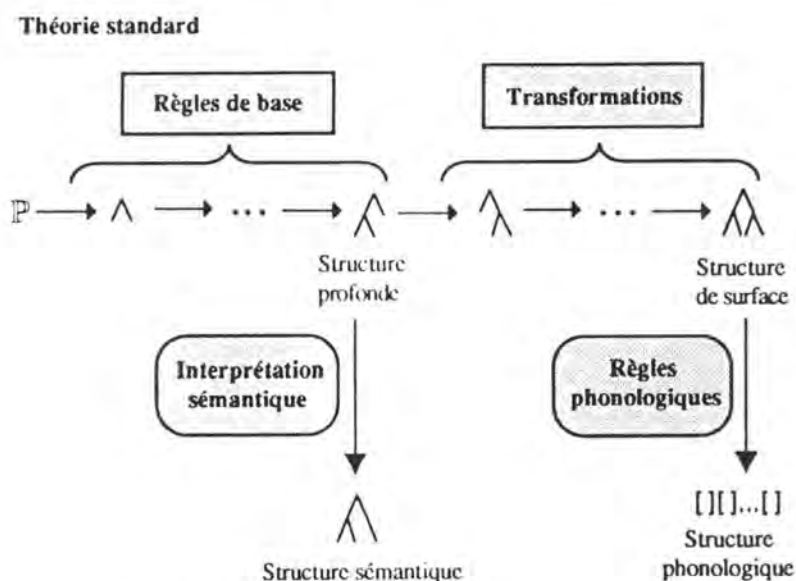 Théorie standard
Règles de base
Transformations
ℙ
...
...
Structure
profonde
Structure
de surface
Interprétation
sémantique
Règles
phonologiques
Structure sémantique
[ ][ ]...[ ]
Structure
phonologique